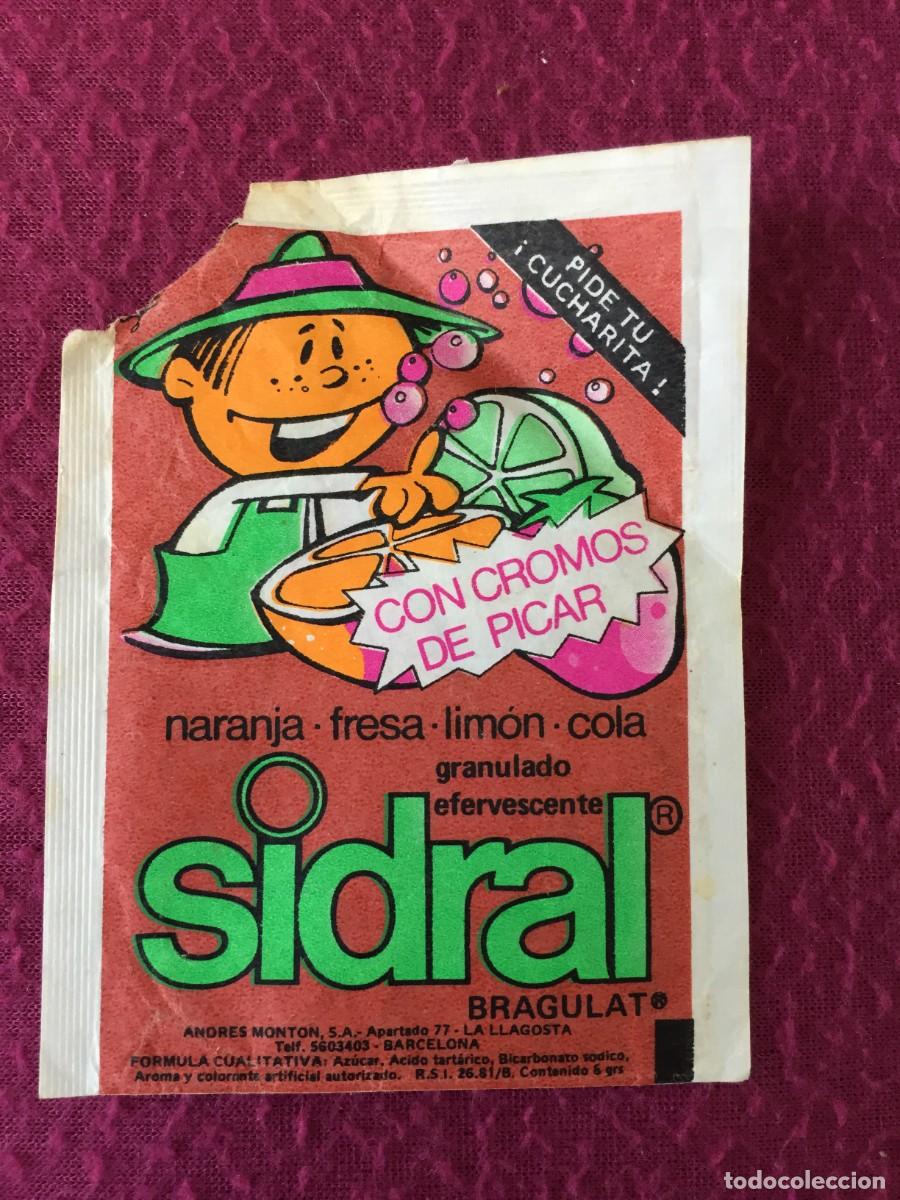 PIDE TU
¡CUCHARITA!
CON CROMOS
DE PICAR
naranja·fresa·limón·cola
granulado
efervescente
sidral®
BRAGULAT®
ANDRES MONTON, S.A.- Apartado 77 - LA LLAGOSTA
Telf. 5603403 - BARCELONA
FORMULA CUALITATIVA: Azúcar, Acido tartárico, Bicarbonato sodico,
Aroma y colorante artificial autorizado. R.S.I. 26.81/B. Contenido 6 grs
todocoleccion